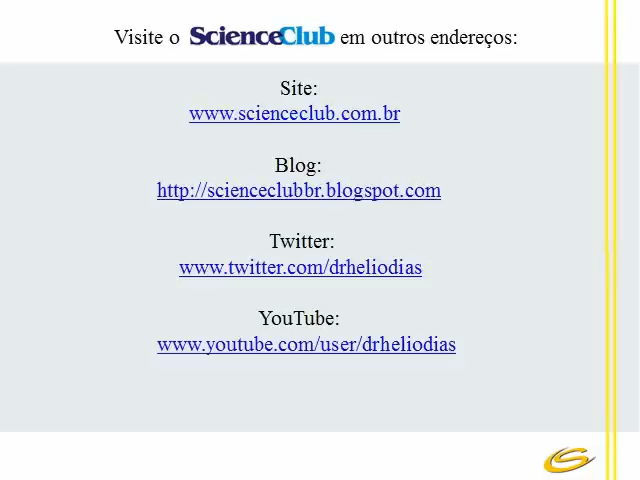 Visite o ScienceClub em outros endereços:
Site:
www.scienceclub.com.br
Blog:
http://scienceclubbr.blogspot.com
Twitter:
www.twitter.com/drheliodias
YouTube:
www.youtube.com/user/drheliodias